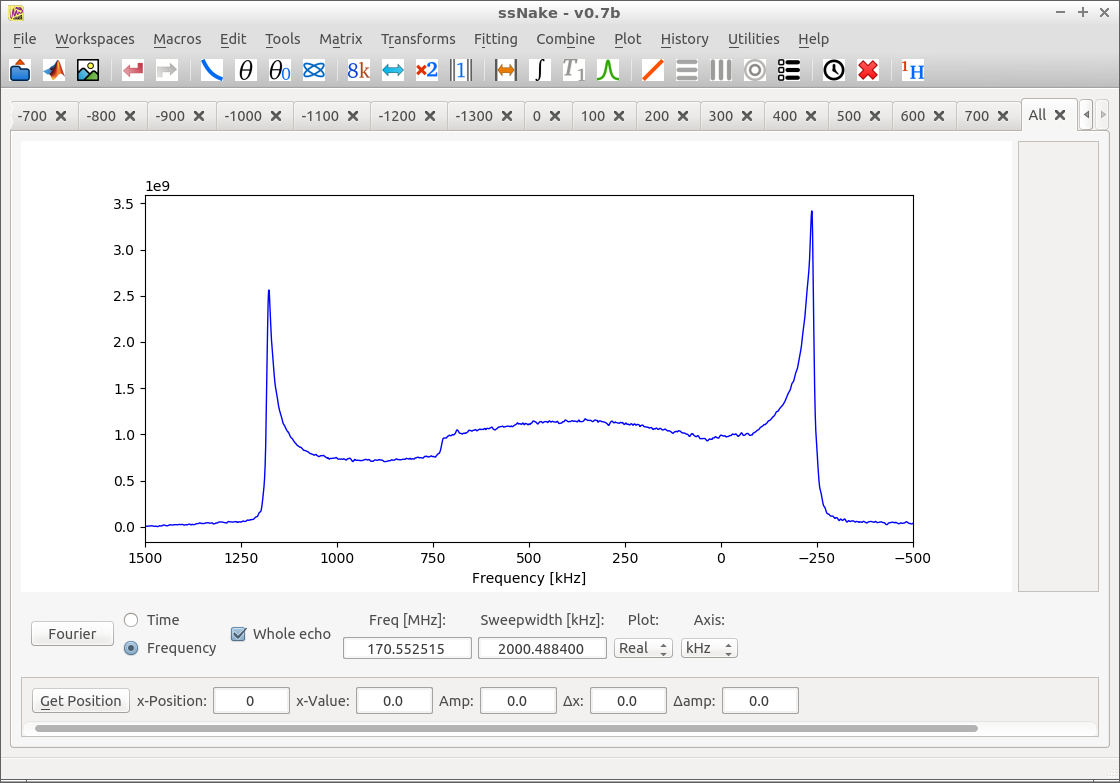 ssNake - v0.7b
File Workspaces Macros Edit Tools Matrix Transforms Fitting Combine Plot History Utilities Help
θ θ0 8k ×2 |1| ∫ T1 1H
-700 -800 -900 -1000 -1100 -1200 -1300 0 100 200 300 400 500 600 700 All
1e9
3.5
3.0
2.5
2.0
1.5
1.0
0.5
0.0
1500 1250 1000 750 500 250 0 −250 −500
Frequency [kHz]
Fourier
Time
Frequency
Whole echo
Freq [MHz]: Sweepwidth [kHz]: Plot: Axis:
170.552515 2000.488400 Real kHz
Get Position x-Position: 0 x-Value: 0.0 Amp: 0.0 Δx: 0.0 Δamp: 0.0